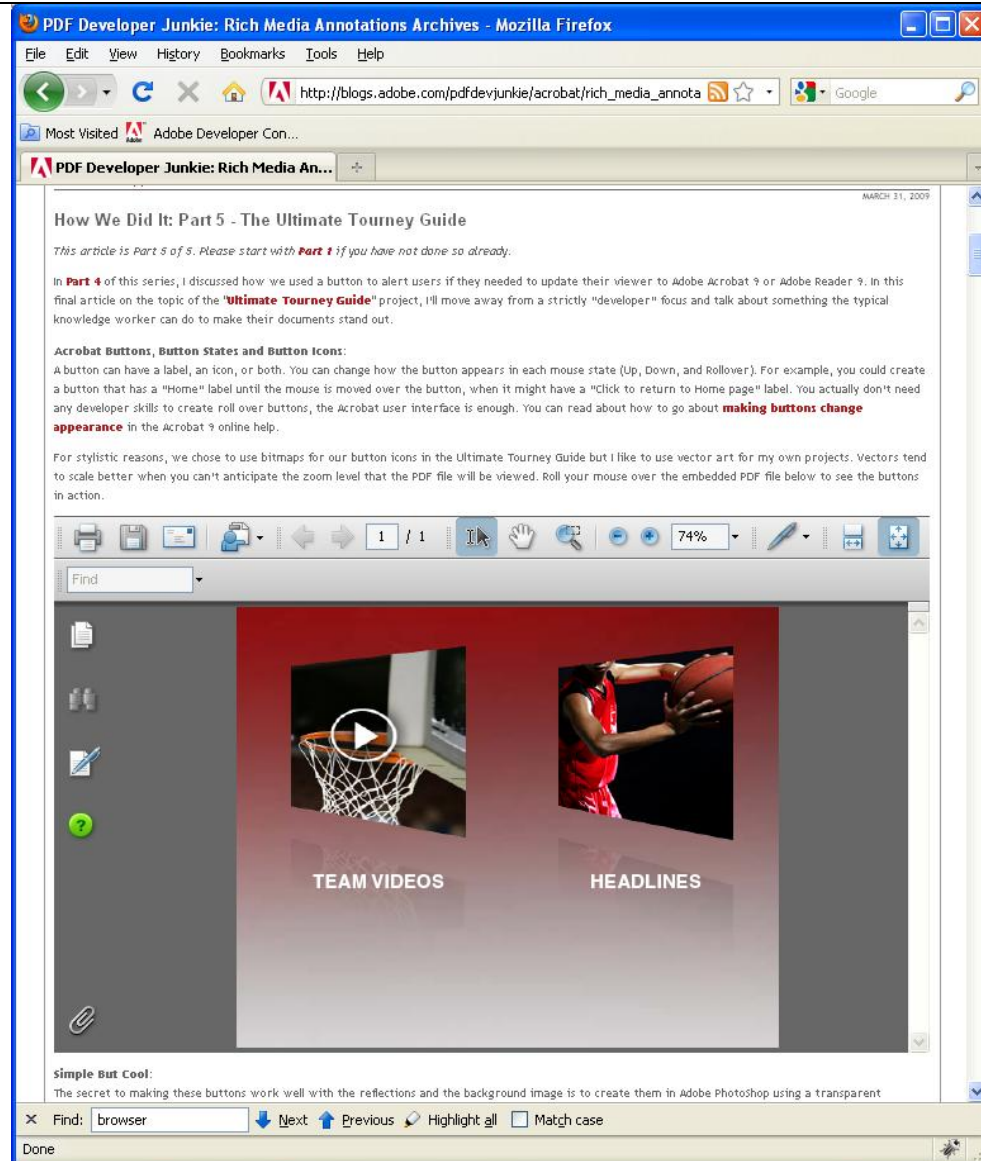 PDF Developer Junkie: Rich Media Annotations Archives - Mozilla Firefox
File Edit View History Bookmarks Tools Help
http://blogs.adobe.com/pdfdevjunkie/acrobat/rich_media_annota
Google
Most Visited Adobe Developer Con...
PDF Developer Junkie: Rich Media An...
MARCH 31, 2009
How We Did It: Part 5 - The Ultimate Tourney Guide
This article is Part 5 of 5. Please start with Part 1 if you have not done so already.
In Part 4 of this series, I discussed how we used a button to alert users if they needed to update their viewer to Adobe Acrobat 9 or Adobe Reader 9. In this
final article on the topic of the "Ultimate Tourney Guide" project, I'll move away from a strictly "developer" focus and talk about something the typical
knowledge worker can do to make their documents stand out.
Acrobat Buttons, Button States and Button Icons:
A button can have a label, an icon, or both. You can change how the button appears in each mouse state (Up, Down, and Rollover). For example, you could create
a button that has a "Home" label until the mouse is moved over the button, when it might have a "Click to return to Home page" label. You actually don't need
any developer skills to create roll over buttons, the Acrobat user interface is enough. You can read about how to go about making buttons change
appearance in the Acrobat 9 online help.
For stylistic reasons, we chose to use bitmaps for our button icons in the Ultimate Tourney Guide but I like to use vector art for my own projects. Vectors tend
to scale better when you can't anticipate the zoom level that the PDF file will be viewed. Roll your mouse over the embedded PDF file below to see the buttons
in action.
1 / 1 74%
Find
TEAM VIDEOS HEADLINES
Simple But Cool:
The secret to making these buttons work well with the reflections and the background image is to create them in Adobe PhotoShop using a transparent
Find: browser Next Previous Highlight all Match case
Done